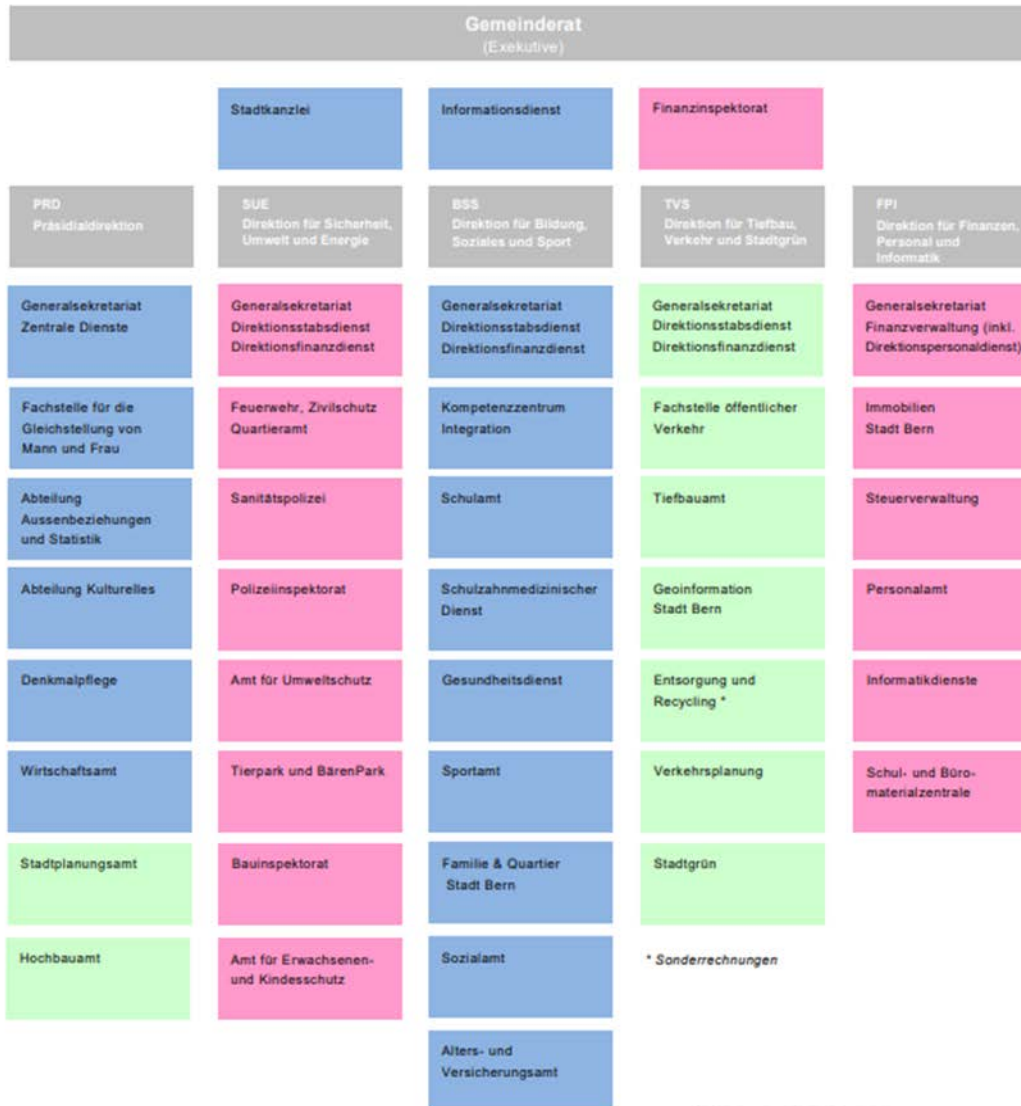 Gemeinderat
(Exekutive)
Stadtkanzlei
Informationsdienst
Finanzinspektorat
PRD
Präsidialdirektion
SUE
Direktion für Sicherheit,
Umwelt und Energie
BSS
Direktion für Bildung,
Soziales und Sport
TVS
Direktion für Tiefbau,
Verkehr und Stadtgrün
FPI
Direktion für Finanzen,
Personal und
Informatik
Generalsekretariat
Zentrale Dienste
Generalsekretariat
Direktionsstabsdienst
Direktionsfinanzdienst
Generalsekretariat
Direktionsstabsdienst
Direktionsfinanzdienst
Generalsekretariat
Direktionsstabsdienst
Direktionsfinanzdienst
Generalsekretariat
Finanzverwaltung (inkl.
Direktionspersonaldienst)
Fachstelle für die
Gleichstellung von
Mann und Frau
Feuerwehr, Zivilschutz
Quartieramt
Kompetenzzentrum
Integration
Fachstelle öffentlicher
Verkehr
Immobilien
Stadt Bern
Abteilung
Aussenbeziehungen
und Statistik
Sanitätspolizei
Schulamt
Tiefbauamt
Steuerverwaltung
Abteilung Kulturelles
Polizeiinspektorat
Schulzahnmedizinischer
Dienst
Geoinformation
Stadt Bern
Personalamt
Denkmalpflege
Amt für Umweltschutz
Gesundheitsdienst
Entsorgung und
Recycling *
Informatikdienste
Wirtschaftsamt
Tierpark und BärenPark
Sportamt
Verkehrsplanung
Schul- und Büro-
materialzentrale
Stadtplanungsamt
Bauinspektorat
Familie & Quartier
Stadt Bern
Stadtgrün
Hochbauamt
Amt für Erwachsenen-
und Kindesschutz
Sozialamt
* Sonderrechnungen
Alters- und
Versicherungsamt